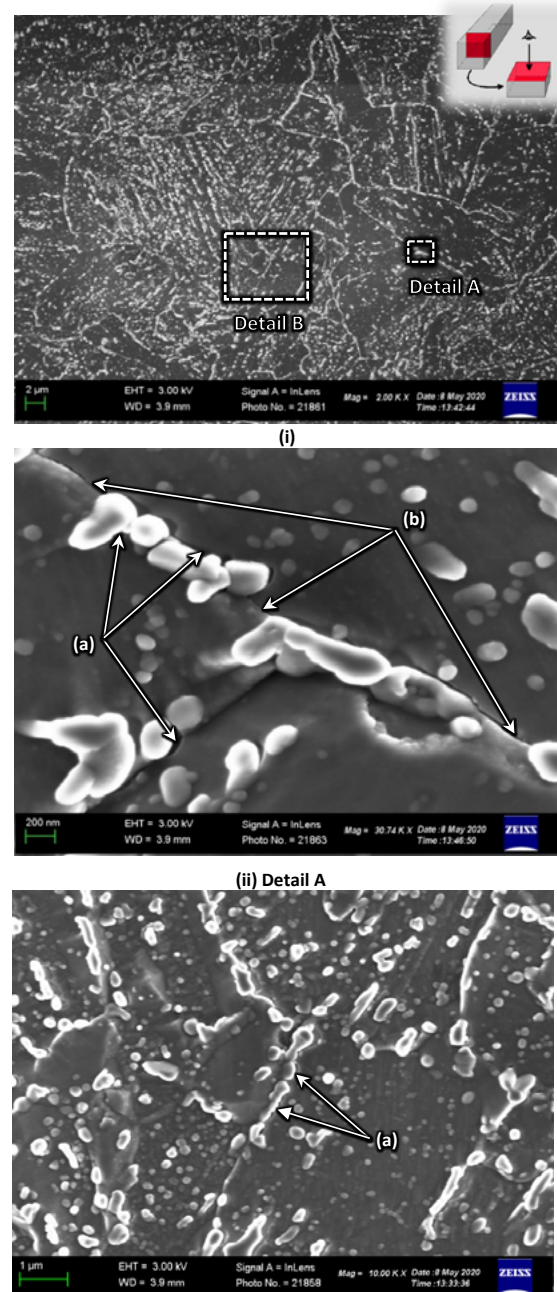 Detail A
Detail B
2 µm
EHT = 3.00 kV
WD = 3.9 mm
Signal A = InLens
Photo No. = 21861
Mag = 2.00 K X
Date :8 May 2020
Time :13:42:44
ZEISS
(i)
(b)
(a)
200 nm
EHT = 3.00 kV
WD = 3.9 mm
Signal A = InLens
Photo No. = 21863
Mag = 30.74 K X
Date :8 May 2020
Time :13:46:50
ZEISS
(ii) Detail A
(a)
1 µm
EHT = 3.00 kV
WD = 3.9 mm
Signal A = InLens
Photo No. = 21858
Mag = 10.00 K X
Date :8 May 2020
Time :13:33:36
ZEISS